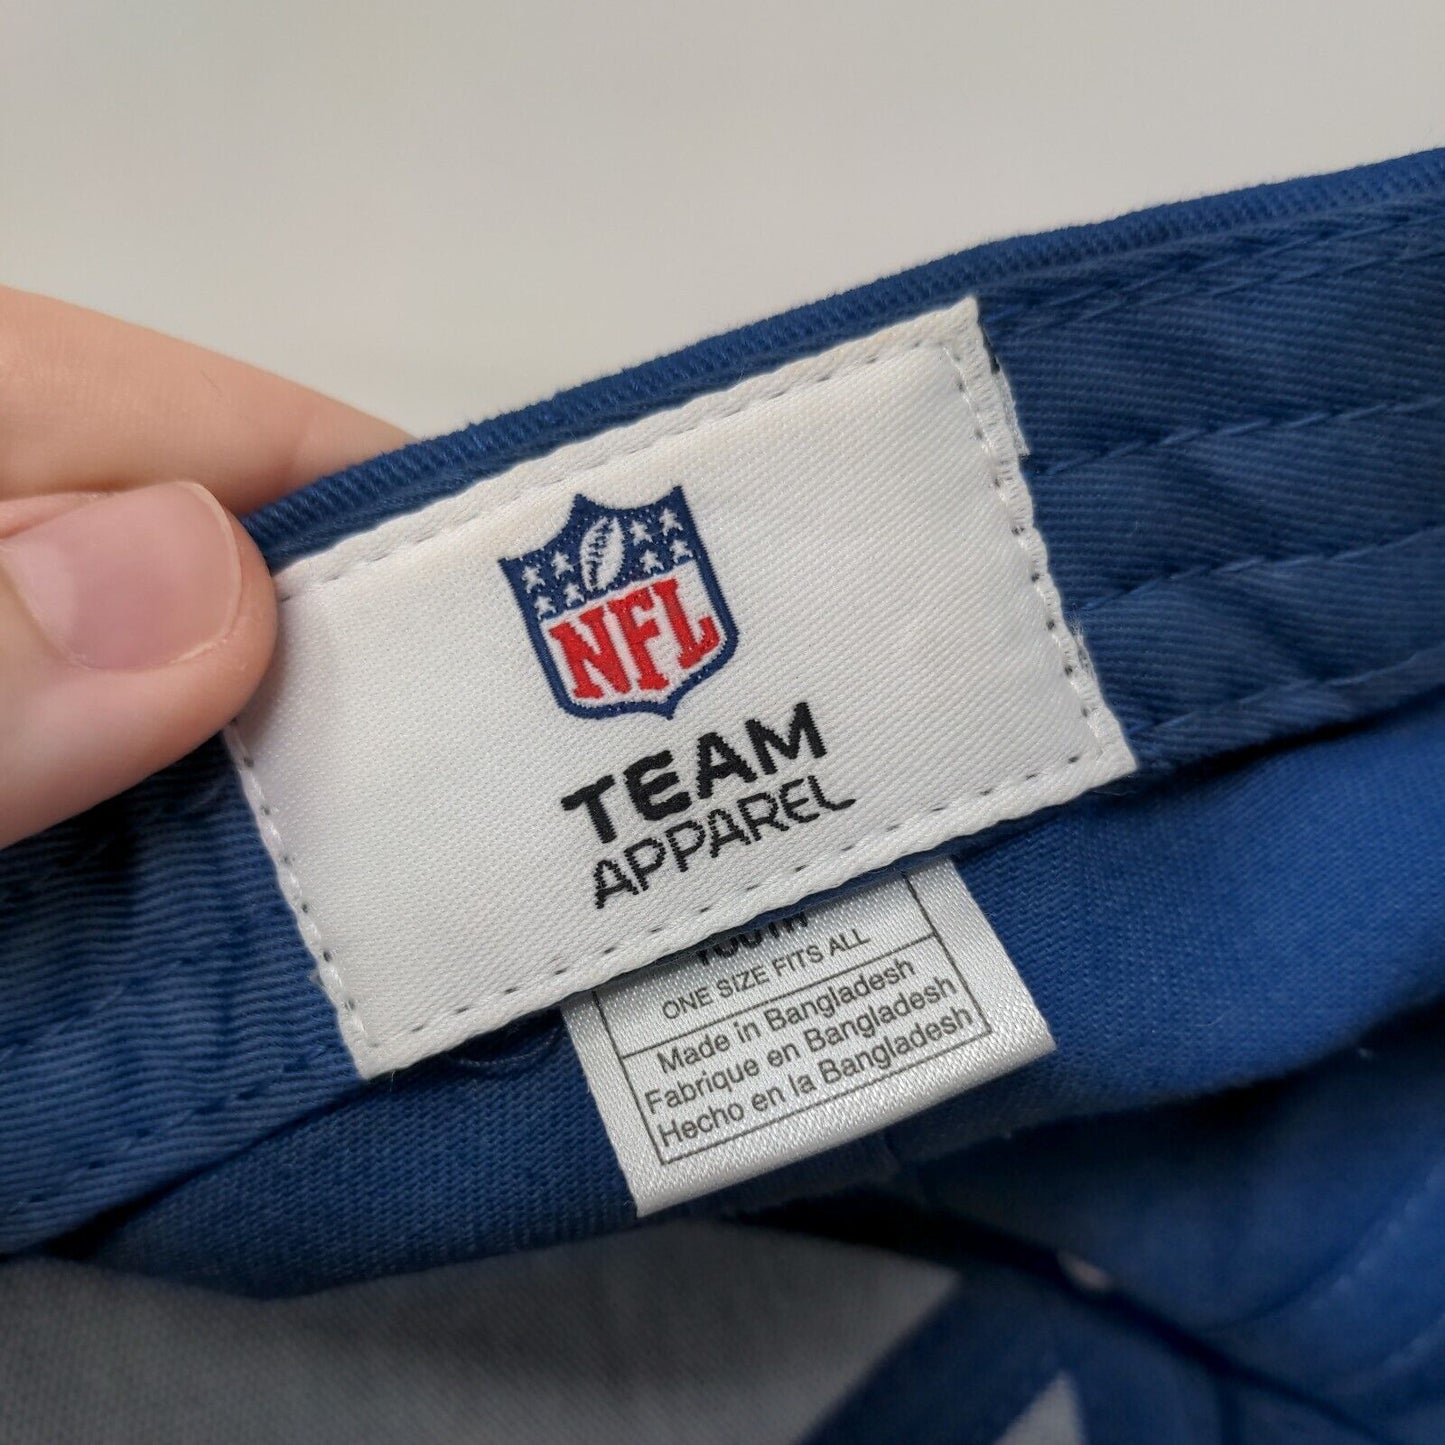 NFL
TEAM
APPAREL
YOUTH
ONE SIZE FITS ALL
Made in Bangladesh
Fabrique en Bangladesh
Hecho en la Bangladesh